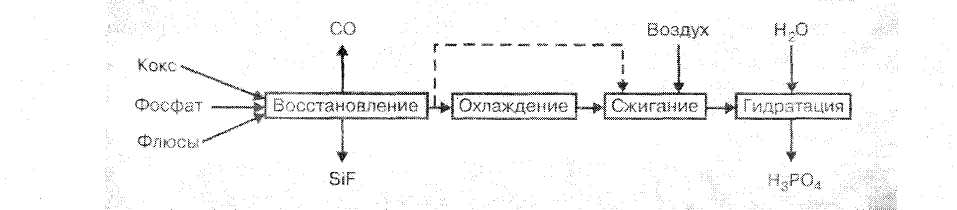 CO
Воздух
H₂O
Кокс
Фосфат
Флюсы
Восстановление
Охлаждение
Сжигание
Гидратация
SiF
H₃PO₄